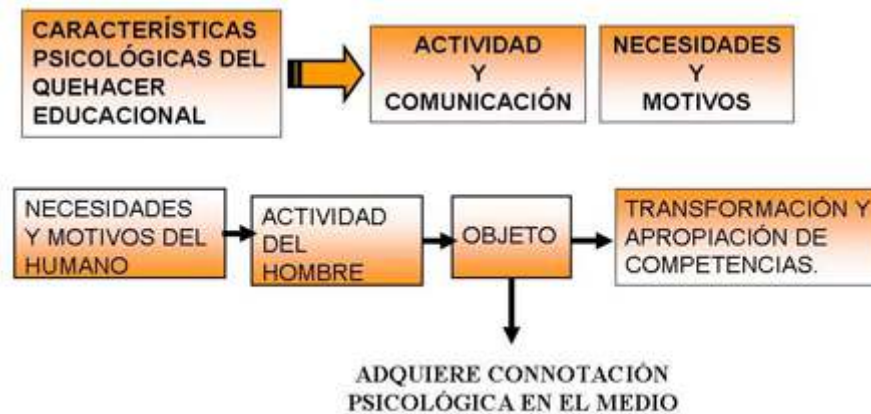 CARACTERÍSTICAS
PSICOLÓGICAS DEL
QUEHACER
EDUCACIONAL
ACTIVIDAD
Y
COMUNICACIÓN
NECESIDADES
Y
MOTIVOS
NECESIDADES
Y MOTIVOS DEL
HUMANO
ACTIVIDAD
DEL
HOMBRE
OBJETO
TRANSFORMACIÓN Y
APROPIACIÓN DE
COMPETENCIAS.
ADQUIERE CONNOTACIÓN
PSICOLÓGICA EN EL MEDIO